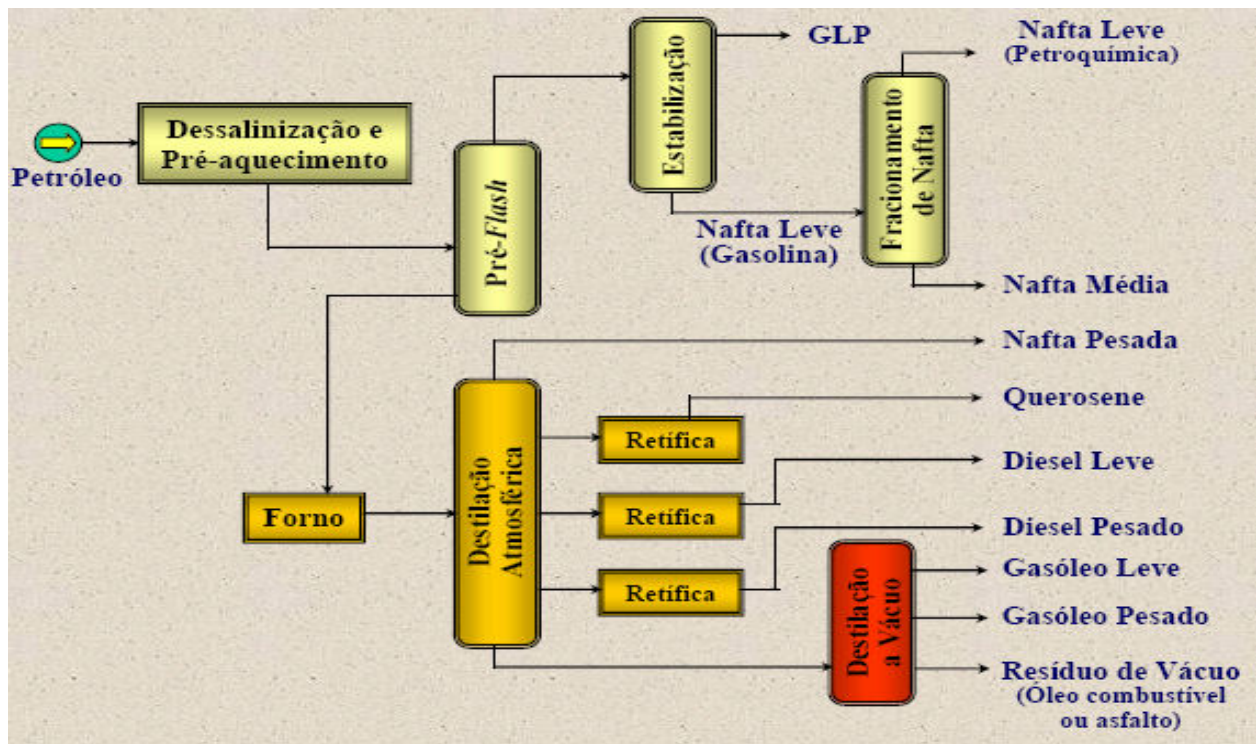 GLP
Nafta Leve
(Petroquímica)
Estabilização
Dessalinização e
Pré-aquecimento
Petróleo
Pré-Flash
Fracionamento
de Nafta
Nafta Leve
(Gasolina)
Nafta Média
Nafta Pesada
Querosene
Retífica
Diesel Leve
Destilação
Atmosférica
Forno
Retífica
Diesel Pesado
Gasóleo Leve
Retífica
Gasóleo Pesado
Destilação
a Vácuo
Resíduo de Vácuo
(Óleo combustível
ou asfalto)